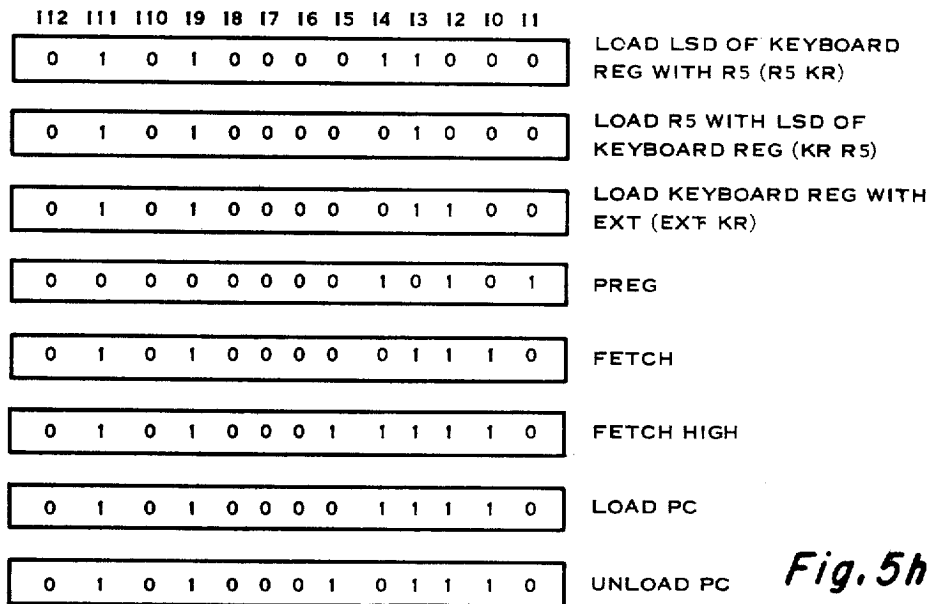 I12 I11 I10 I9 I8 I7 I6 I5 I4 I3 I2 I0 I1
0 1 0 1 0 0 0 0 1 1 0 0 0 LOAD LSD OF KEYBOARD
REG WITH R5 (R5 KR)
0 1 0 1 0 0 0 0 0 1 0 0 0 LOAD R5 WITH LSD OF
KEYBOARD REG (KR R5)
0 1 0 1 0 0 0 0 0 1 1 0 0 LOAD KEYBOARD REG WITH
EXT (EXT KR)
0 0 0 0 0 0 0 0 1 0 1 0 1 PREG
0 1 0 1 0 0 0 0 0 1 1 1 0 FETCH
0 1 0 1 0 0 0 1 1 1 1 1 0 FETCH HIGH
0 1 0 1 0 0 0 0 1 1 1 1 0 LOAD PC
0 1 0 1 0 0 0 1 0 1 1 1 0 UNLOAD PC
Fig. 5h